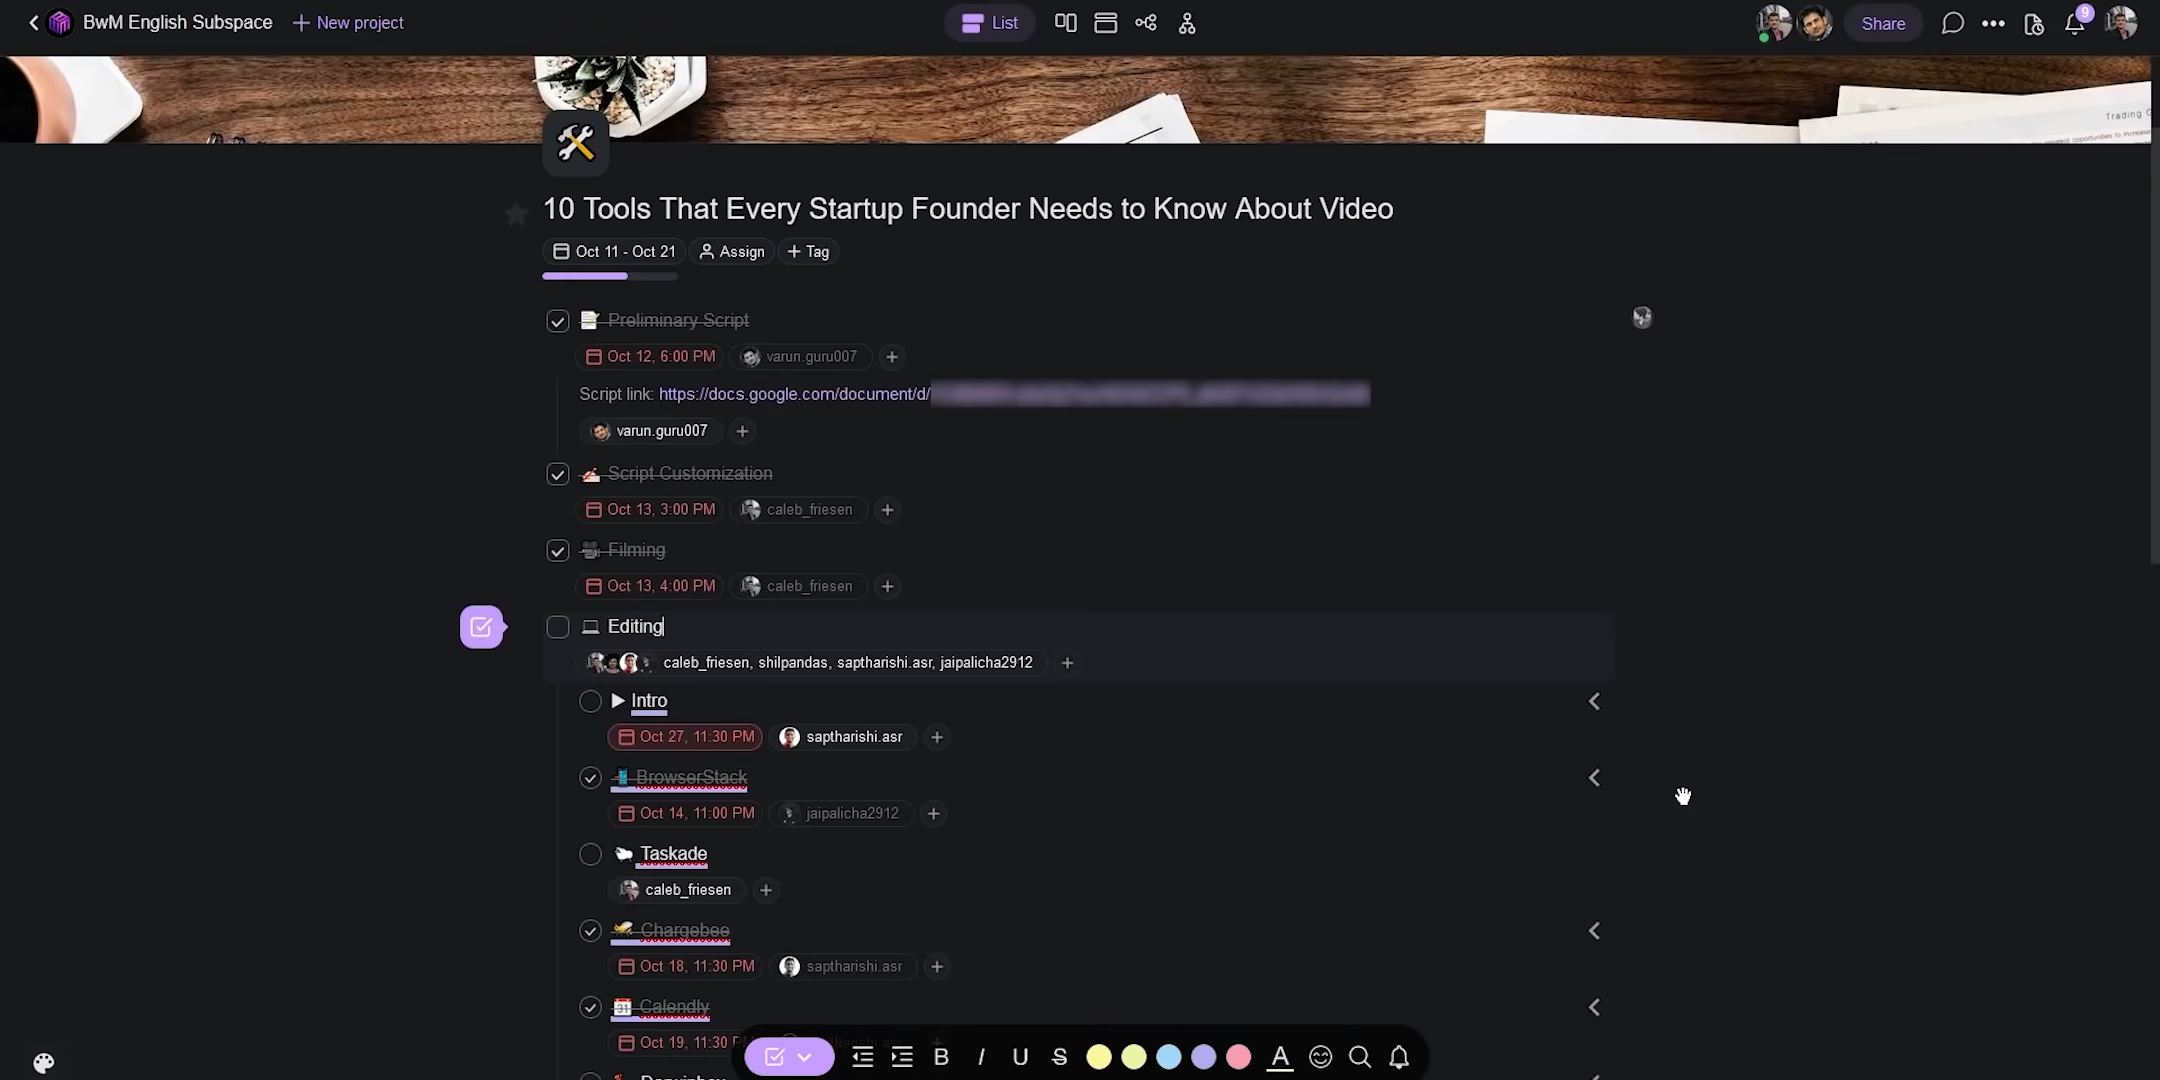 BwM English Subspace + New project List Share 9
Trading
10 Tools That Every Startup Founder Needs to Know About Video
Oct 11 - Oct 21 Assign + Tag
Preliminary Script
Oct 12, 6:00 PM varun.guru007 +
Script link: https://docs.google.com/document/d/
varun.guru007 +
Script Customization
Oct 13, 3:00 PM caleb_friesen +
Filming
Oct 13, 4:00 PM caleb_friesen +
Editing
caleb_friesen, shilpandas, saptharishi.asr, jaipalicha2912 +
Intro
Oct 27, 11:30 PM saptharishi.asr +
BrowserStack
Oct 14, 11:00 PM jaipalicha2912 +
Taskade
caleb_friesen +
Chargebee
Oct 18, 11:30 PM saptharishi.asr +
31 Calendly
Oct 19, 11:30
B I U S A